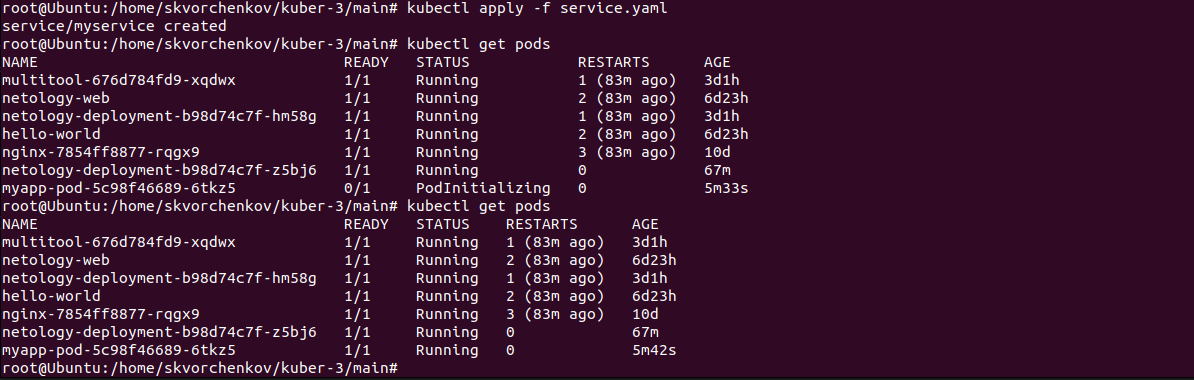 root@Ubuntu:/home/skvorchenkov/kuber-3/main# kubectl apply -f service.yaml
service/myservice created
root@Ubuntu:/home/skvorchenkov/kuber-3/main# kubectl get pods
NAME                                   READY   STATUS            RESTARTS      AGE
multitool-676d784fd9-xqdwx             1/1     Running           1 (83m ago)   3d1h
netology-web                           1/1     Running           2 (83m ago)   6d23h
netology-deployment-b98d74c7f-hm58g    1/1     Running           1 (83m ago)   3d1h
hello-world                            1/1     Running           2 (83m ago)   6d23h
nginx-7854ff8877-rqgx9                 1/1     Running           3 (83m ago)   10d
netology-deployment-b98d74c7f-z5bj6    1/1     Running           0             67m
myapp-pod-5c98f46689-6tkz5             0/1     PodInitializing   0             5m33s
root@Ubuntu:/home/skvorchenkov/kuber-3/main# kubectl get pods
NAME                                   READY   STATUS    RESTARTS      AGE
multitool-676d784fd9-xqdwx             1/1     Running   1 (83m ago)   3d1h
netology-web                           1/1     Running   2 (83m ago)   6d23h
netology-deployment-b98d74c7f-hm58g    1/1     Running   1 (83m ago)   3d1h
hello-world                            1/1     Running   2 (83m ago)   6d23h
nginx-7854ff8877-rqgx9                 1/1     Running   3 (83m ago)   10d
netology-deployment-b98d74c7f-z5bj6    1/1     Running   0             67m
myapp-pod-5c98f46689-6tkz5             1/1     Running   0             5m42s
root@Ubuntu:/home/skvorchenkov/kuber-3/main#